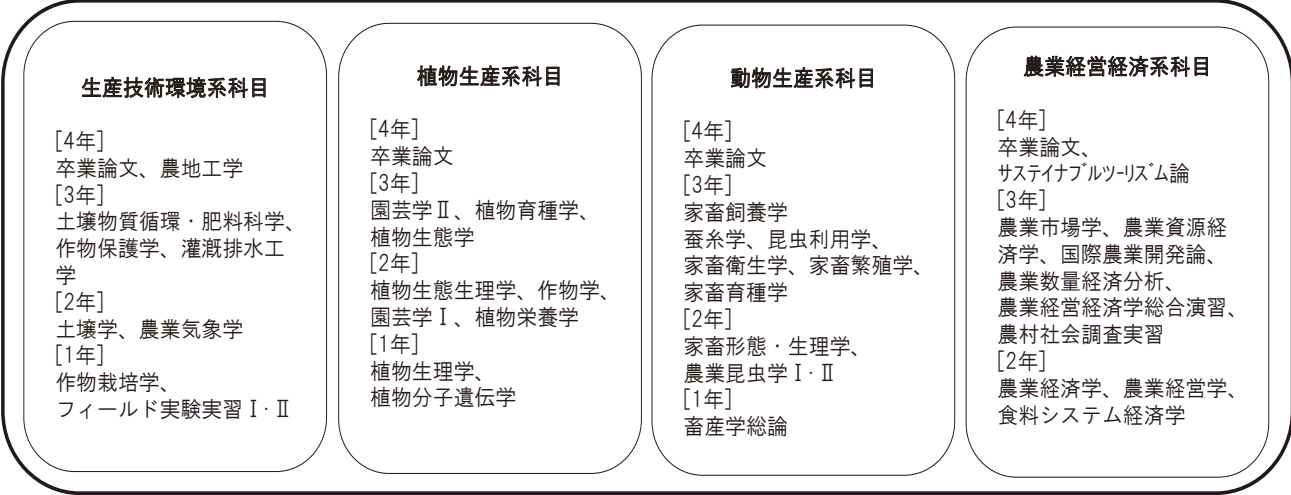 生産技術環境系科目
[4年]
卒業論文、農地工学
[3年]
土壌物質循環・肥料科学、
作物保護学、灌漑排水工
学
[2年]
土壌学、農業気象学
[1年]
作物栽培学、
フィールド実験実習Ⅰ・Ⅱ
植物生産系科目
[4年]
卒業論文
[3年]
園芸学Ⅱ、植物育種学、
植物生態学
[2年]
植物生態生理学、作物学、
園芸学Ⅰ、植物栄養学
[1年]
植物生理学、
植物分子遺伝学
動物生産系科目
[4年]
卒業論文
[3年]
家畜飼養学
蚕糸学、昆虫利用学、
家畜衛生学、家畜繁殖学、
家畜育種学
[2年]
家畜形態・生理学、
農業昆虫学Ⅰ・Ⅱ
[1年]
畜産学総論
農業経営経済系科目
[4年]
卒業論文、
ｻｽﾃｲﾅﾌﾞﾙﾂｰﾘｽﾞﾑ論
[3年]
農業市場学、農業資源経
済学、国際農業開発論、
農業数量経済分析、
農業経営経済学総合演習、
農村社会調査実習
[2年]
農業経済学、農業経営学、
食料システム経済学